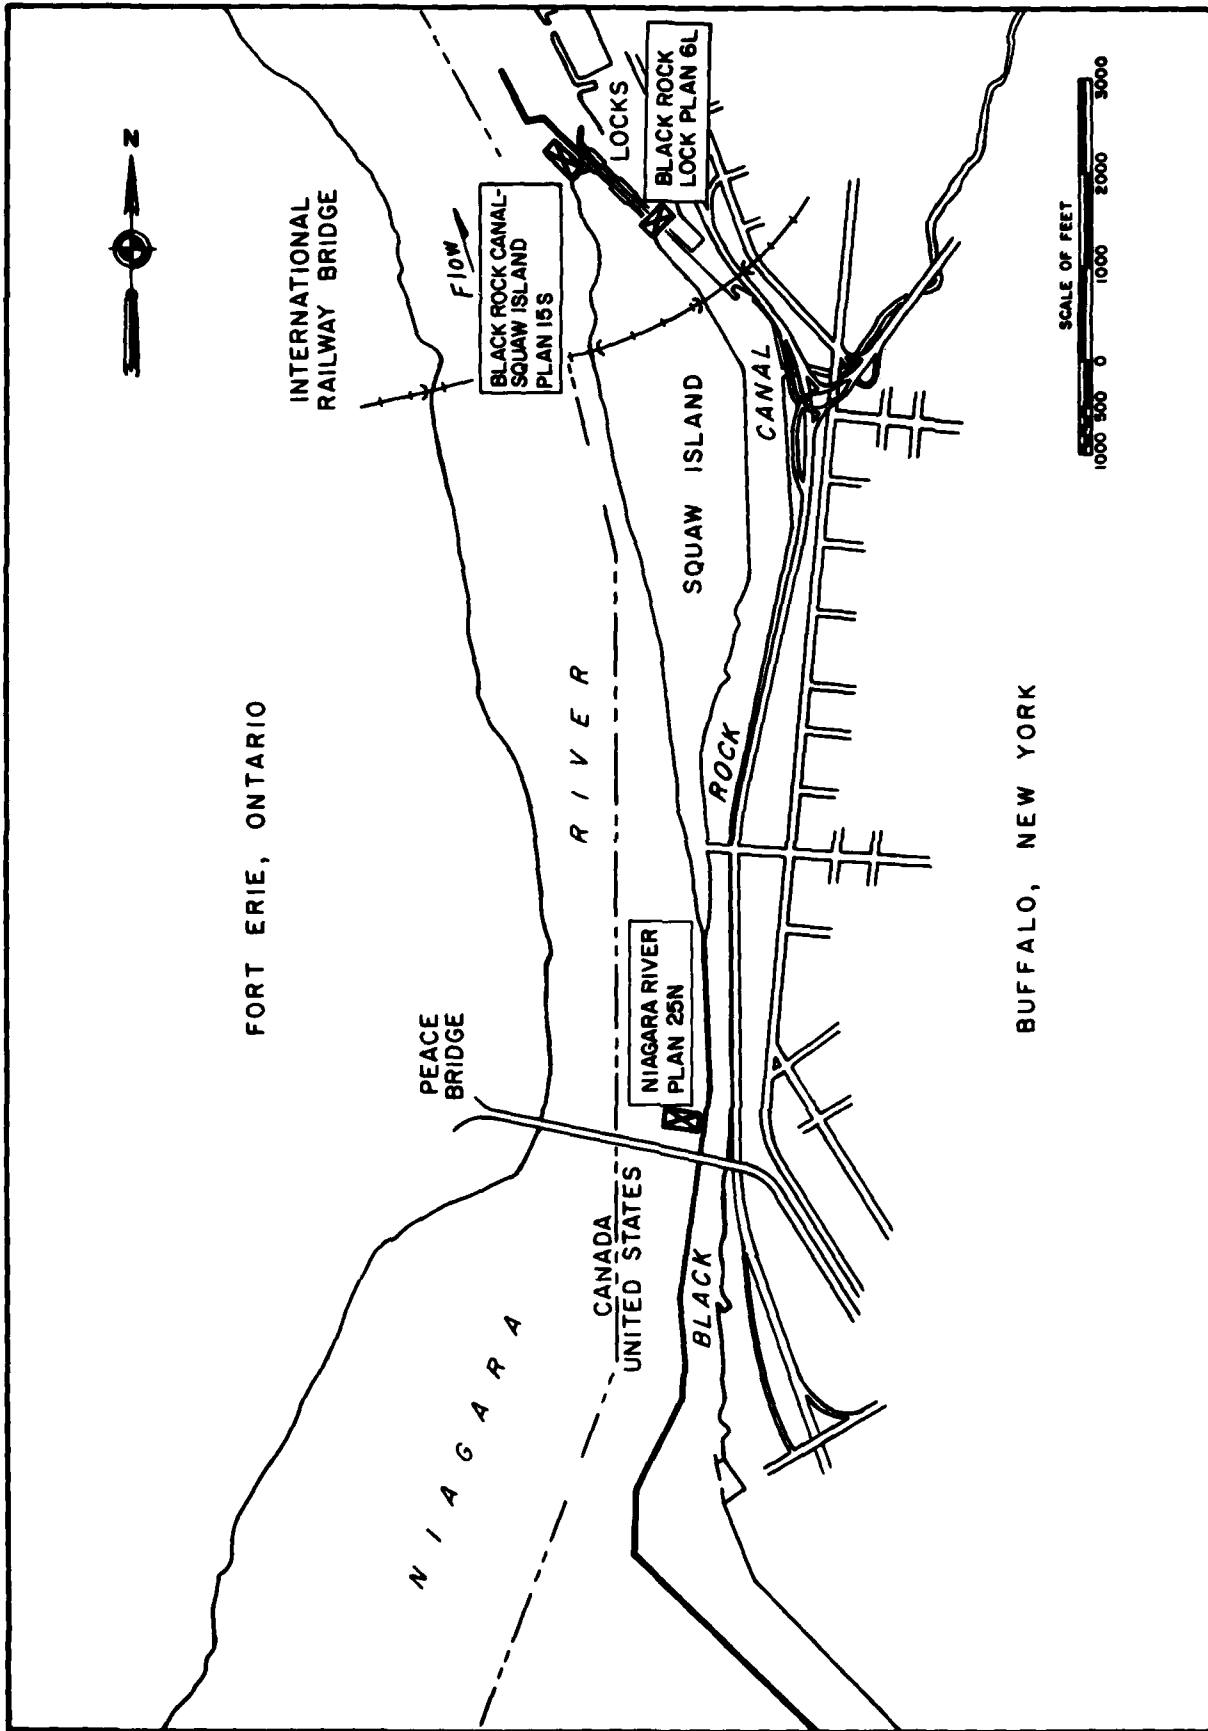 N
INTERNATIONAL
RAILWAY BRIDGE
FLOW
BLACK ROCK CANAL-
SQUAW ISLAND
PLAN 15S
LOCKS
BLACK ROCK
LOCK PLAN 6L
FORT ERIE, ONTARIO
PEACE
BRIDGE
NIAGARA
RIVER
CANADA
UNITED STATES
NIAGARA RIVER
PLAN 25N
SQUAW ISLAND
BLACK
ROCK
CANAL
BUFFALO, NEW YORK
SCALE OF FEET
1000 500 0 1000 2000 3000